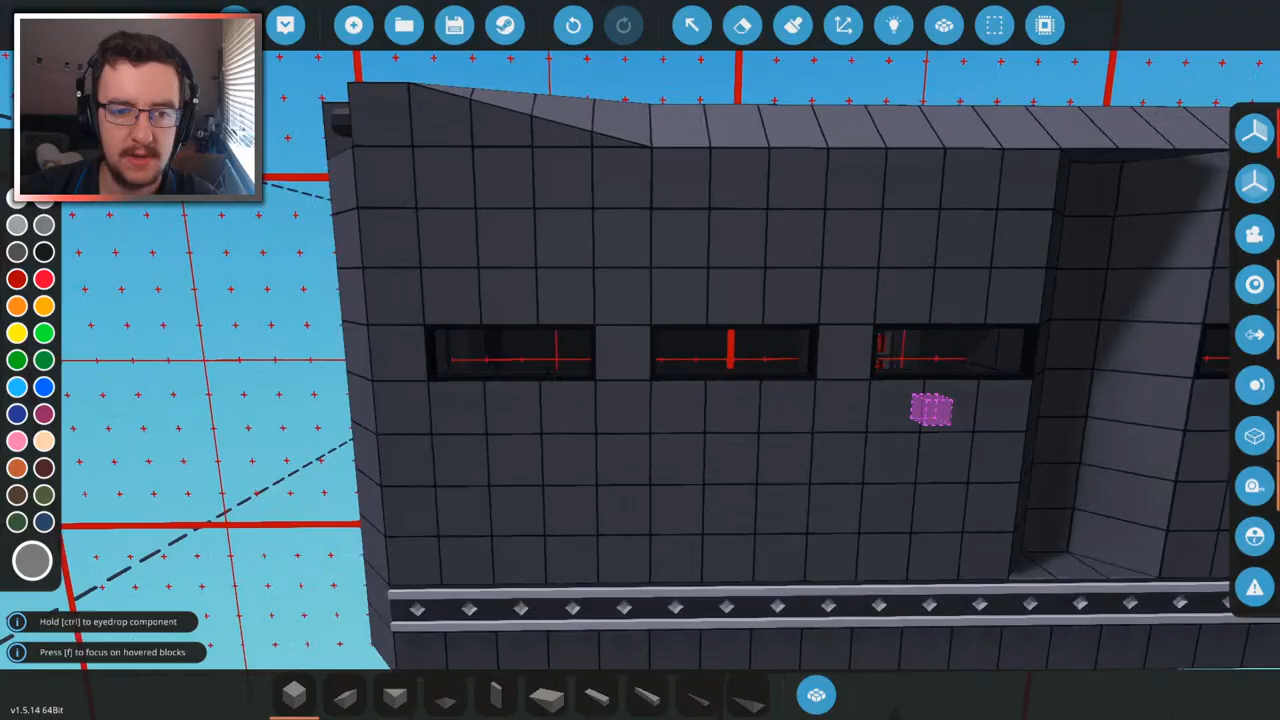 Hold [ctrl] to eyedrop component
Press [f] to focus on hovered blocks
v1.5.14 64Bit